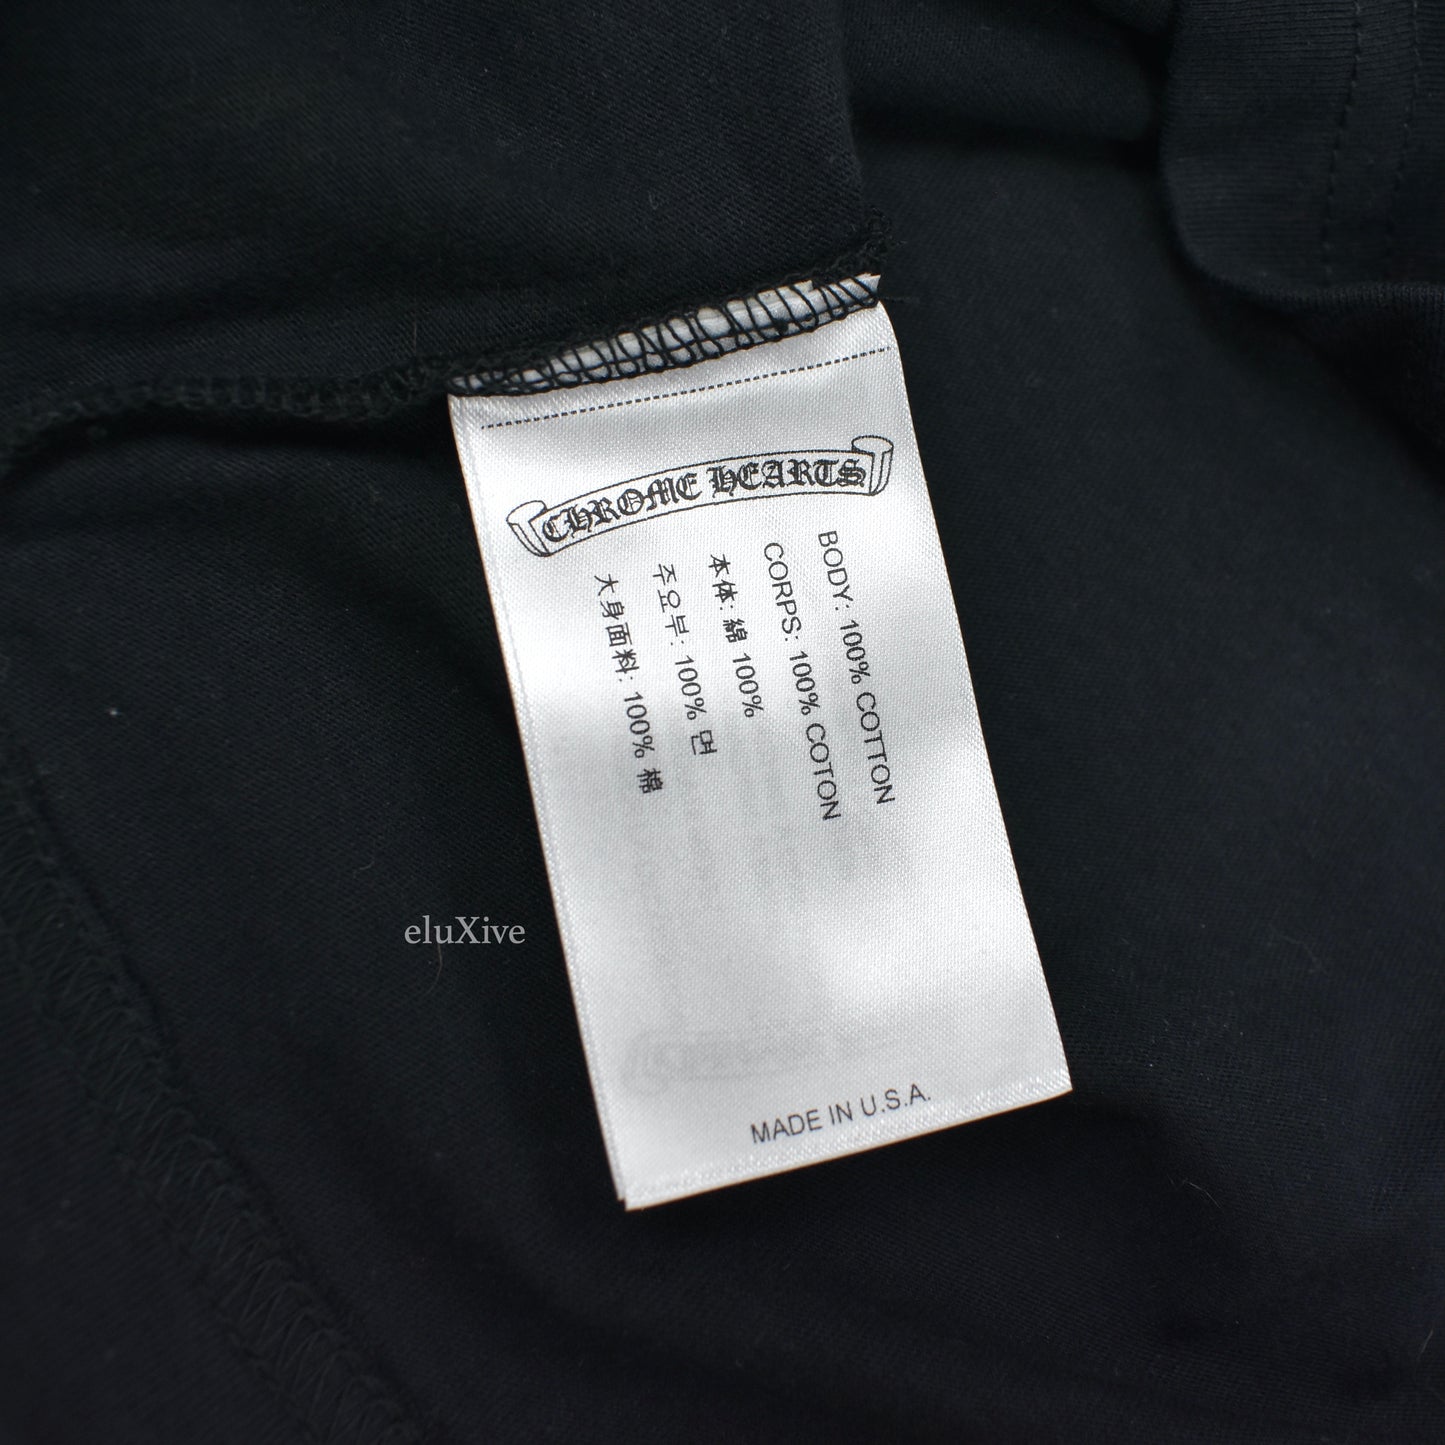 CHROME HEARTS
BODY: 100% COTTON
CORPS: 100% COTON
本体: 綿 100%
주요부: 100% 면
大身面料: 100% 棉
MADE IN U.S.A.
eluXive